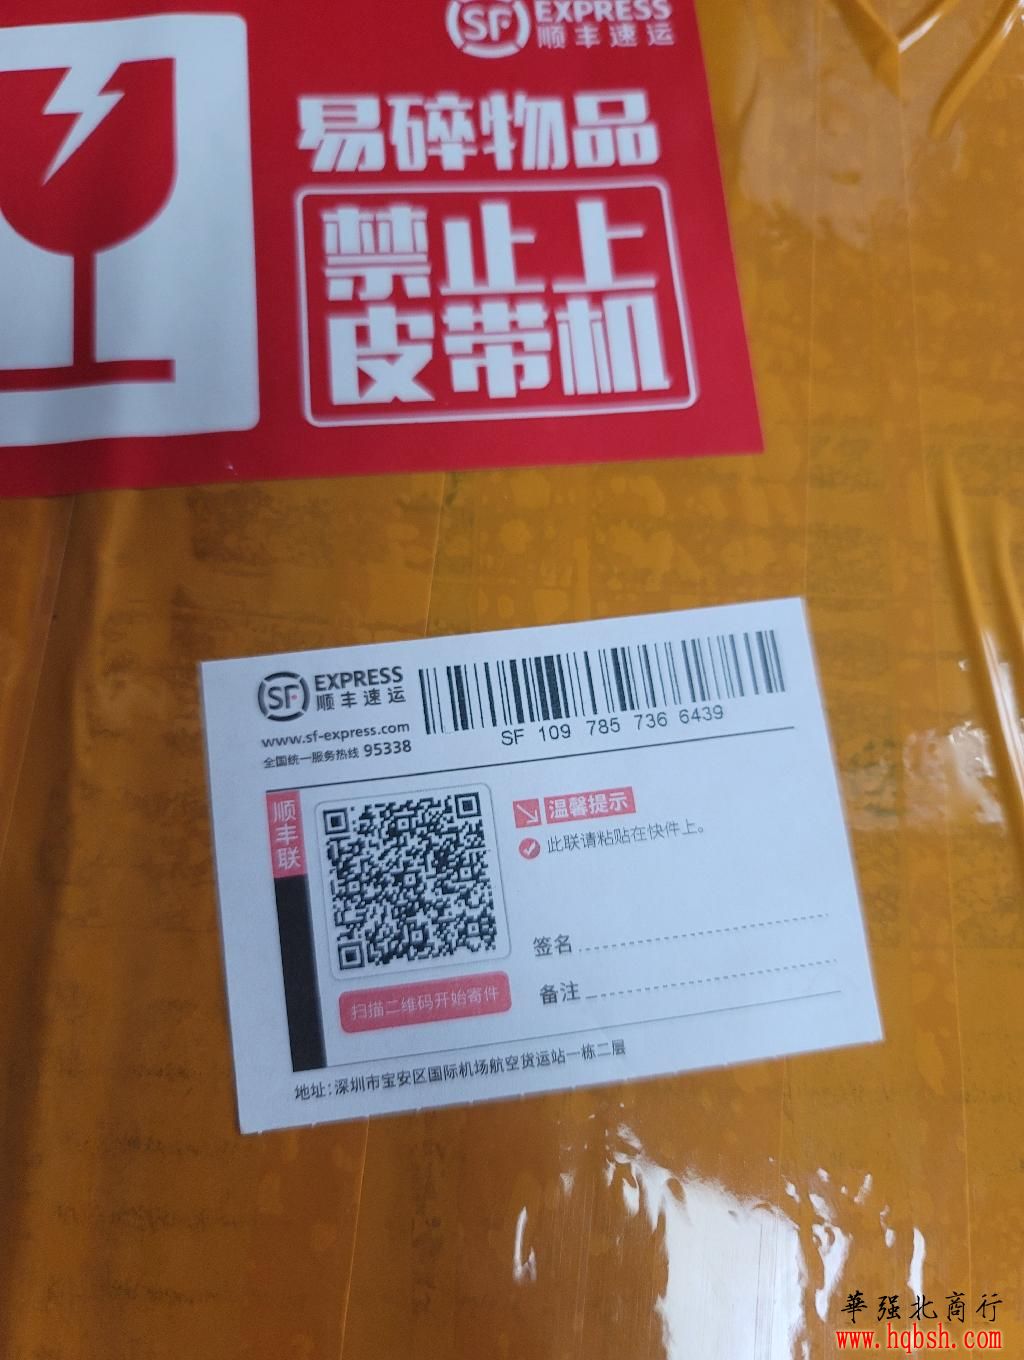 SF EXPRESS
顺丰速运
易碎物品
禁止上
皮带机
SF EXPRESS
顺丰速运
www.sf-express.com
全国统一服务热线 95338
SF 109 785 736 6439
顺丰联
温馨提示
此联请粘贴在快件上。
签名
备注
扫描二维码开始寄件
地址:深圳市宝安区国际机场航空货运站一栋二层
華强北商行
www.hqbsh.com